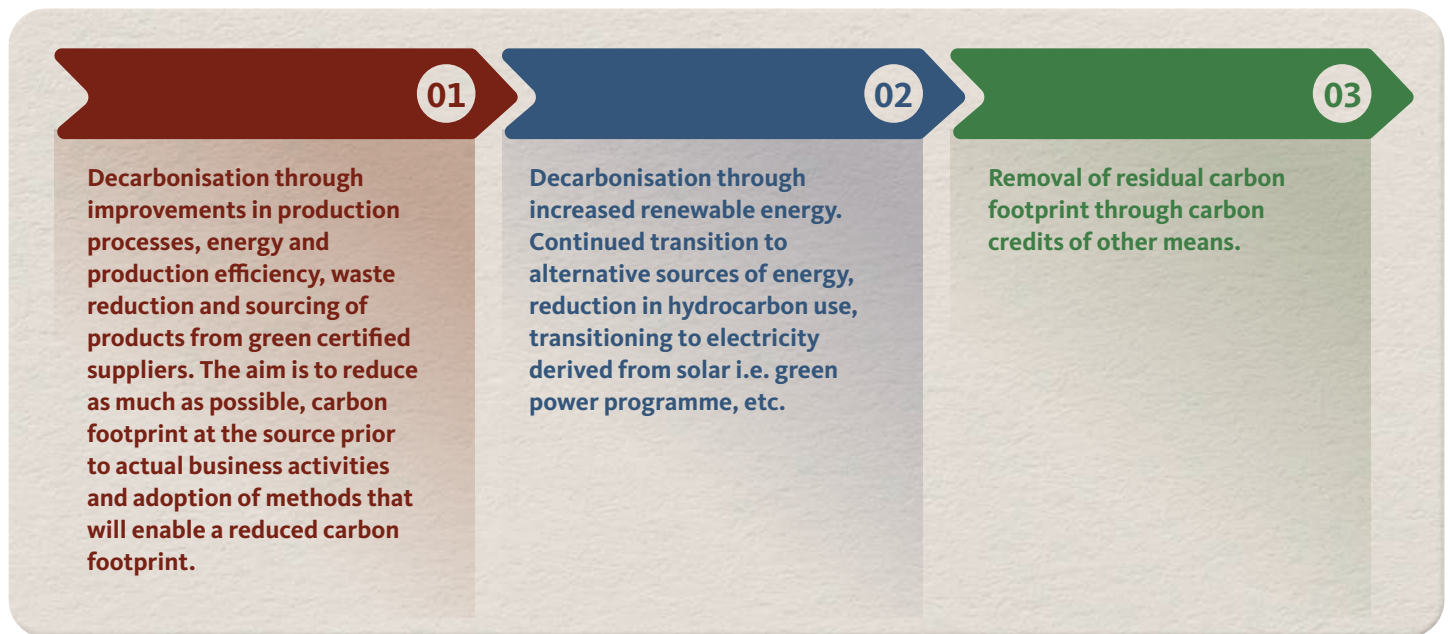 01
Decarbonisation through
improvements in production
processes, energy and
production efficiency, waste
reduction and sourcing of
products from green certified
suppliers. The aim is to reduce
as much as possible, carbon
footprint at the source prior
to actual business activities
and adoption of methods that
will enable a reduced carbon
footprint.
02
Decarbonisation through
increased renewable energy.
Continued transition to
alternative sources of energy,
reduction in hydrocarbon use,
transitioning to electricity
derived from solar i.e. green
power programme, etc.
03
Removal of residual carbon
footprint through carbon
credits of other means.